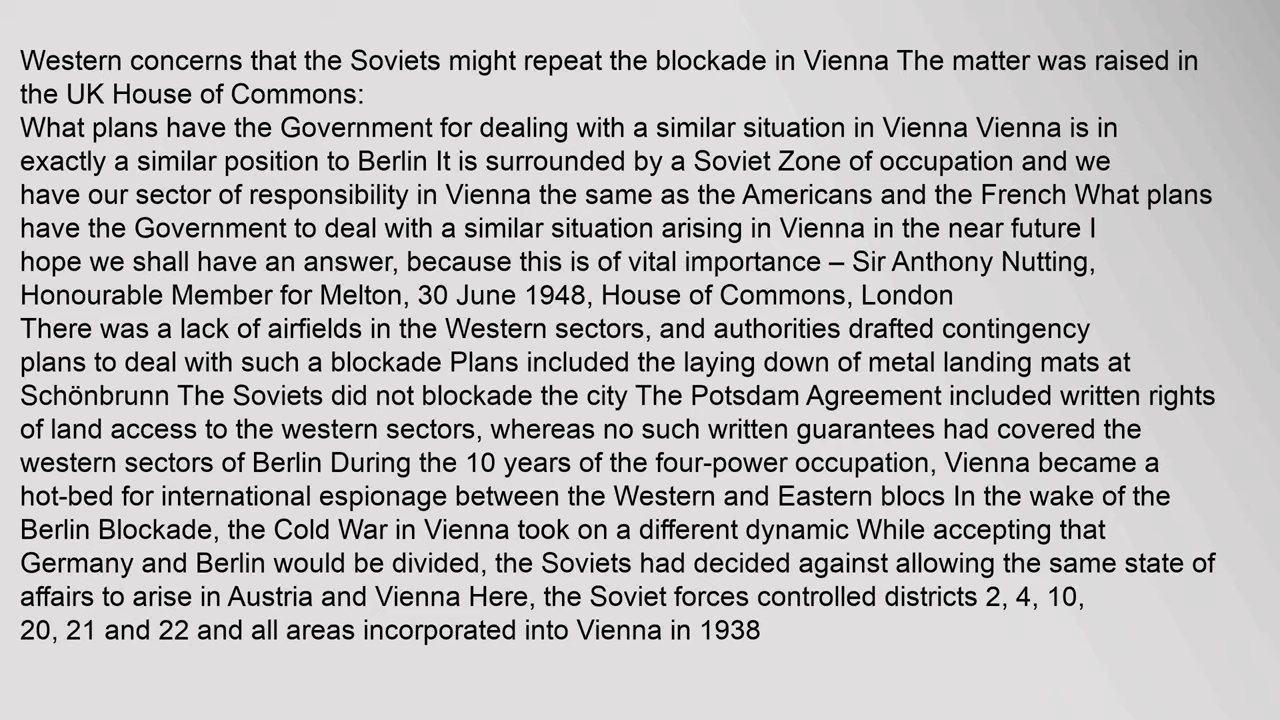 Western concerns that the Soviets might repeat the blockade in Vienna The matter was raised in
the UK House of Commons:
What plans have the Government for dealing with a similar situation in Vienna Vienna is in
exactly a similar position to Berlin It is surrounded by a Soviet Zone of occupation and we
have our sector of responsibility in Vienna the same as the Americans and the French What plans
have the Government to deal with a similar situation arising in Vienna in the near future I
hope we shall have an answer, because this is of vital importance – Sir Anthony Nutting,
Honourable Member for Melton, 30 June 1948, House of Commons, London
There was a lack of airfields in the Western sectors, and authorities drafted contingency
plans to deal with such a blockade Plans included the laying down of metal landing mats at
Schönbrunn The Soviets did not blockade the city The Potsdam Agreement included written rights
of land access to the western sectors, whereas no such written guarantees had covered the
western sectors of Berlin During the 10 years of the four-power occupation, Vienna became a
hot-bed for international espionage between the Western and Eastern blocs In the wake of the
Berlin Blockade, the Cold War in Vienna took on a different dynamic While accepting that
Germany and Berlin would be divided, the Soviets had decided against allowing the same state of
affairs to arise in Austria and Vienna Here, the Soviet forces controlled districts 2, 4, 10,
20, 21 and 22 and all areas incorporated into Vienna in 1938